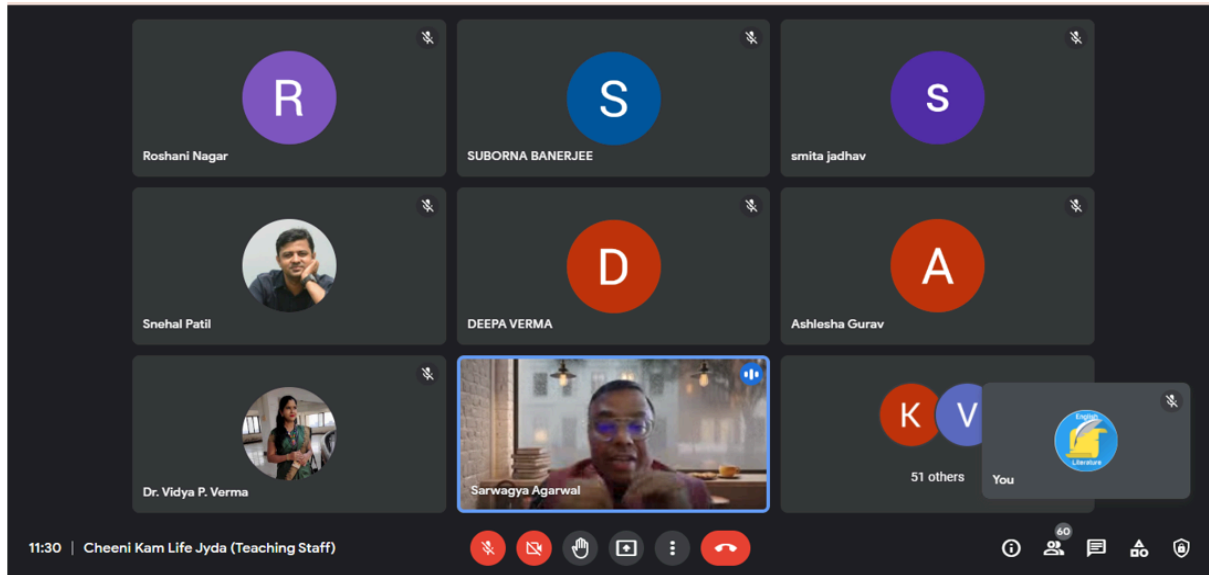 R
Roshani Nagar
S
SUBORNA BANERJEE
s
smita jadhav
Snehal Patil
D
DEEPA VERMA
A
Ashlesha Gurav
Dr. Vidya P. Verma
Sarwagya Agarwal
K V
51 others
English
Literature
You
11:30 | Cheeni Kam Life Jyda (Teaching Staff)
60